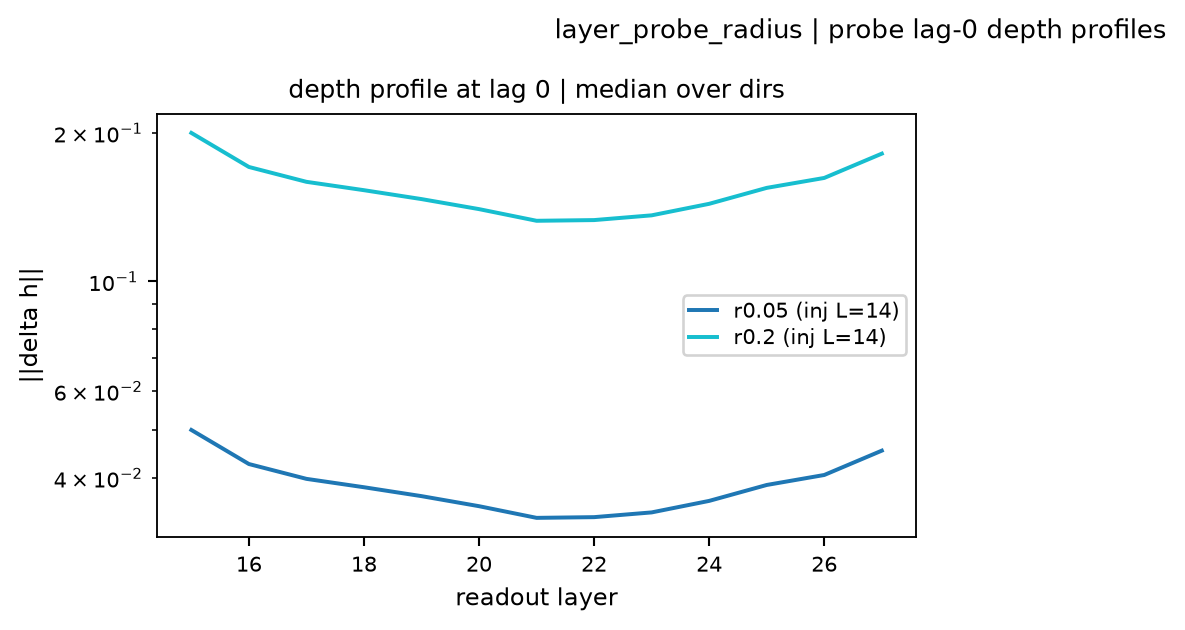 layer_probe_radius | probe lag-0 depth profiles
depth profile at lag 0 | median over dirs
2 × 10⁻¹
10⁻¹
6 × 10⁻²
4 × 10⁻²
||delta h||
r0.05 (inj L=14)
r0.2 (inj L=14)
16 18 20 22 24 26
readout layer